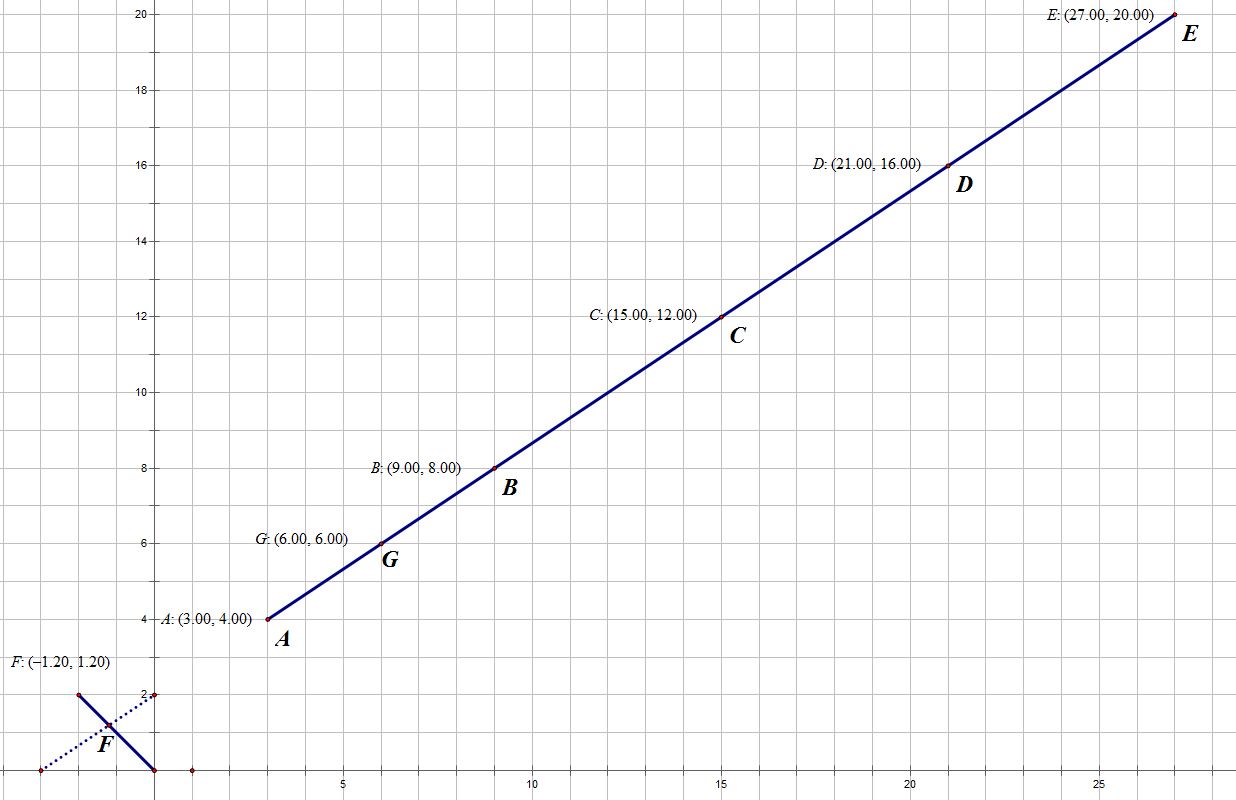 20
E: (27.00, 20.00)
E
18
16
D: (21.00, 16.00)
D
14
12
C: (15.00, 12.00)
C
10
8
B: (9.00, 8.00)
B
6
G: (6.00, 6.00)
G
4
A: (3.00, 4.00)
A
F: (−1.20, 1.20)
2
F
5 10 15 20 25